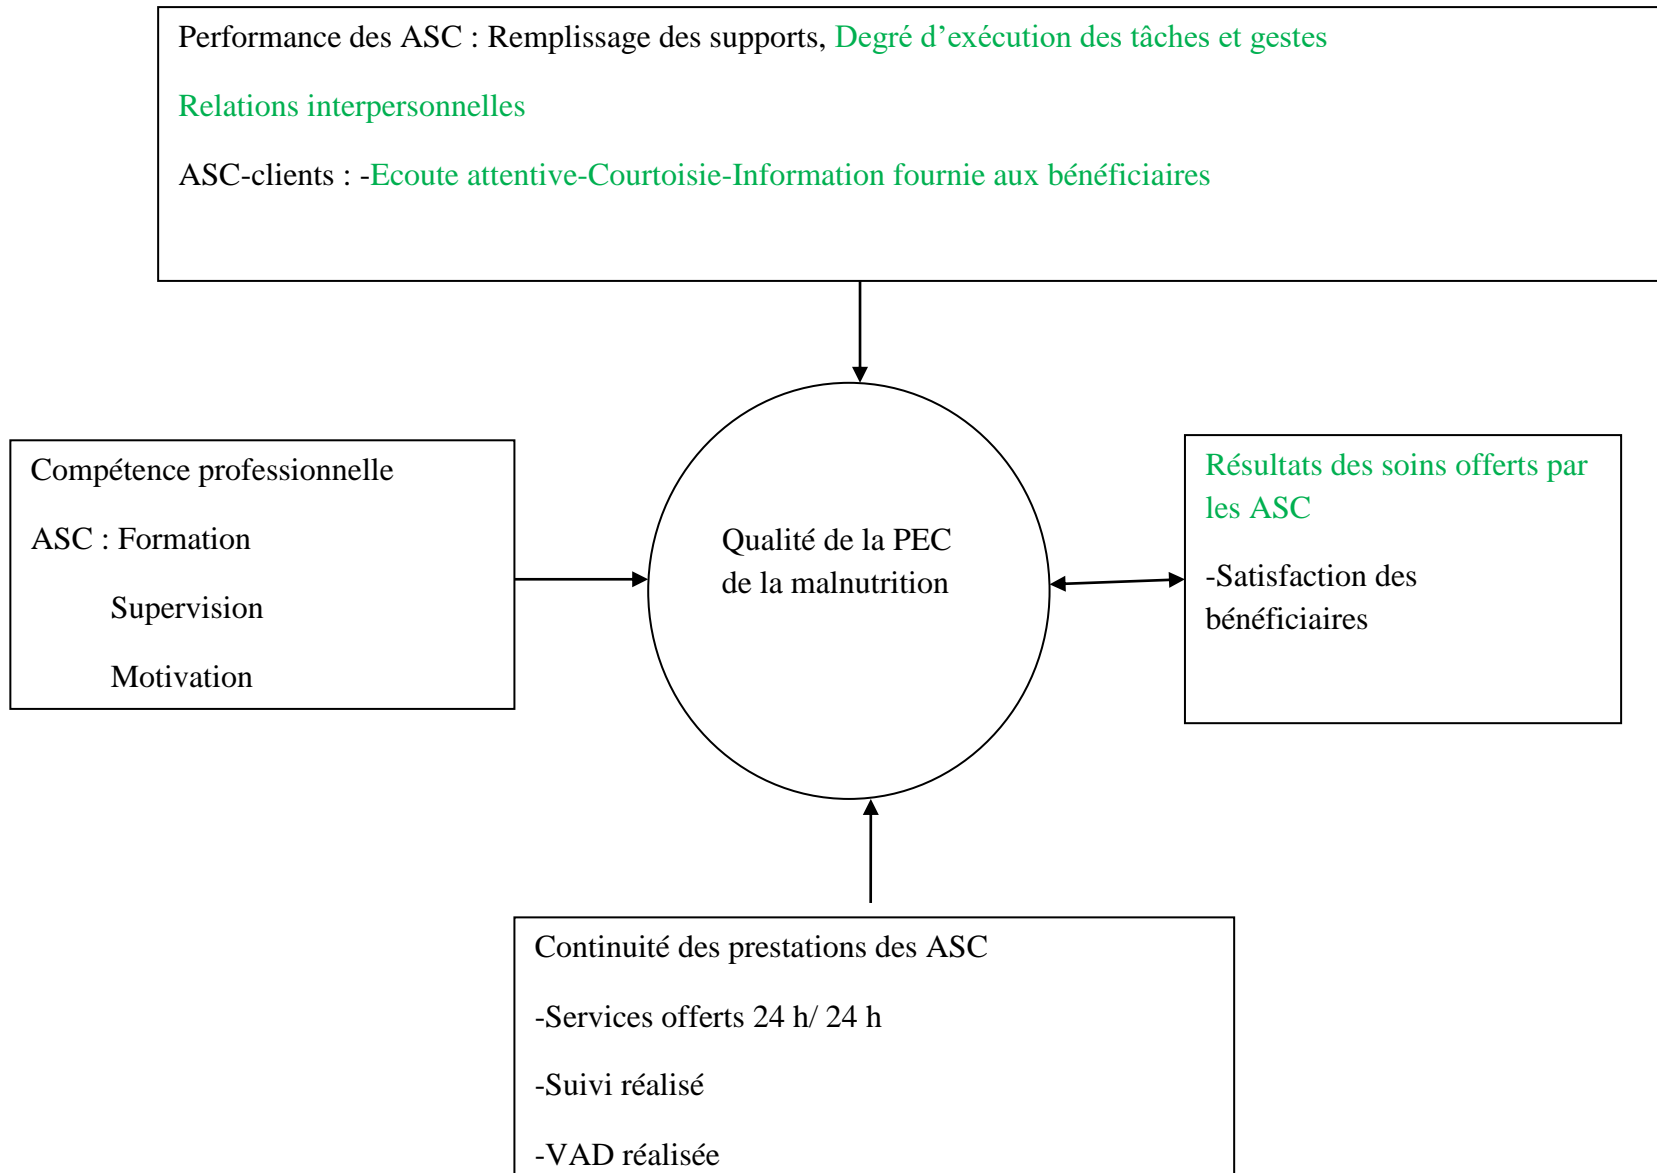 Performance des ASC : Remplissage des supports, Degré d’exécution des tâches et gestes
Relations interpersonnelles
ASC-clients : -Ecoute attentive-Courtoisie-Information fournie aux bénéficiaires
Compétence professionnelle
ASC : Formation
Supervision
Motivation
Qualité de la PEC
de la malnutrition
Résultats des soins offerts par
les ASC
-Satisfaction des
bénéficiaires
Continuité des prestations des ASC
-Services offerts 24 h/ 24 h
-Suivi réalisé
-VAD réalisée